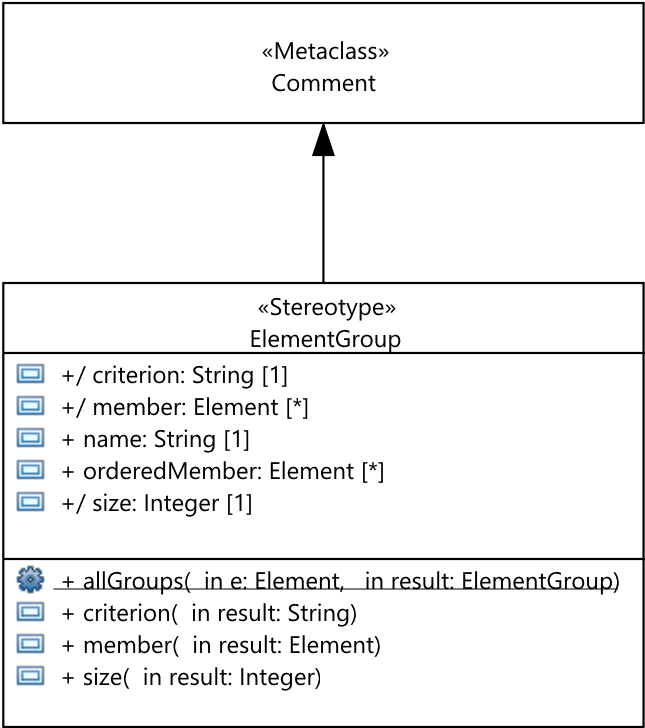 «Metaclass»
Comment
«Stereotype»
ElementGroup
+/ criterion: String [1]
+/ member: Element [*]
+ name: String [1]
+ orderedMember: Element [*]
+/ size: Integer [1]
+ allGroups(  in e: Element,   in result: ElementGroup)
+ criterion(  in result: String)
+ member(  in result: Element)
+ size(  in result: Integer)